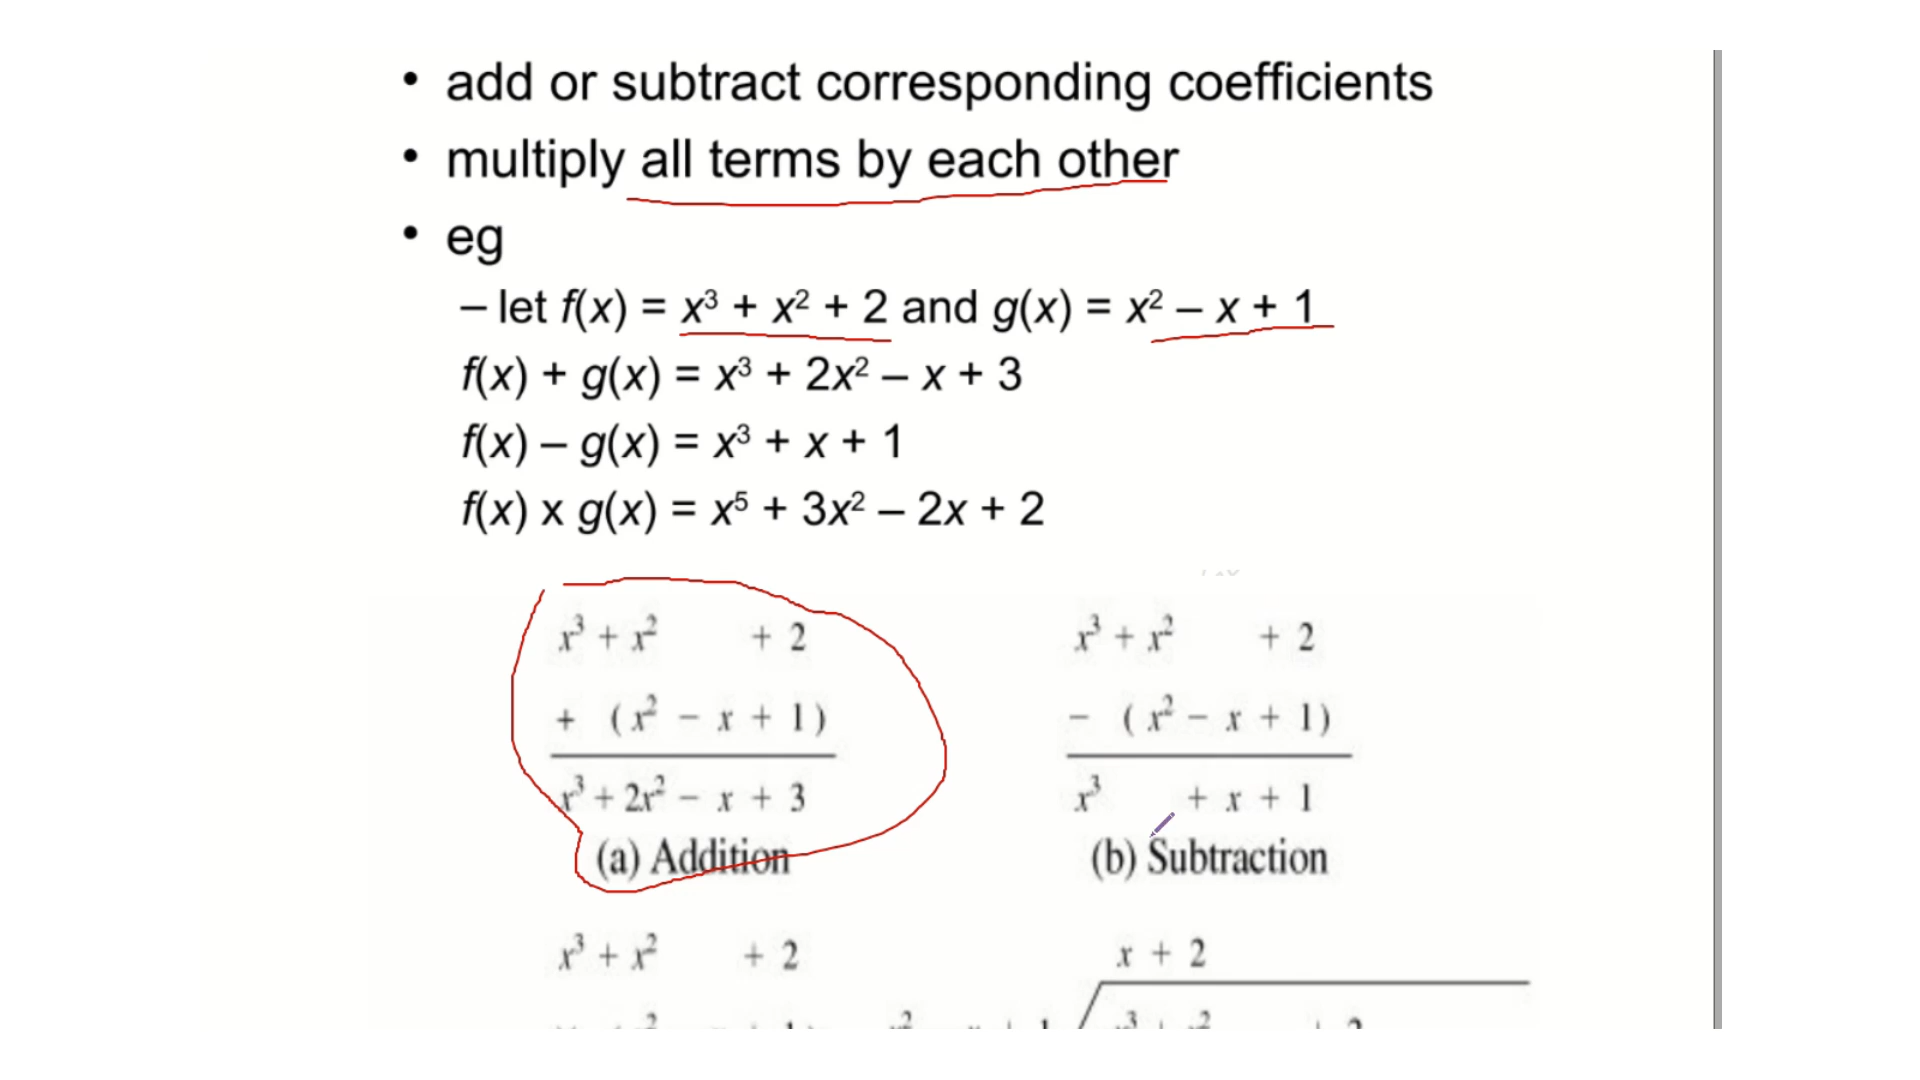 • add or subtract corresponding coefficients
• multiply all terms by each other
• eg
– let f(x) = x³ + x² + 2 and g(x) = x² – x + 1
f(x) + g(x) = x³ + 2x² – x + 3
f(x) – g(x) = x³ + x + 1
f(x) x g(x) = x⁵ + 3x² – 2x + 2
x³ + x² + 2
+ (x² − x + 1)
x³ + 2x² − x + 3
(a) Addition
x³ + x² + 2
− (x² − x + 1)
x³ + x + 1
(b) Subtraction
x³ + x² + 2
x + 2